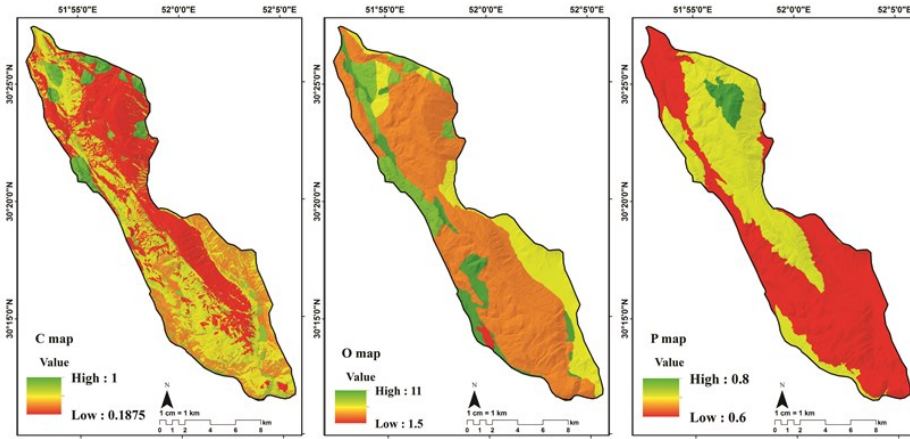 51°55'0"E 52°0'0"E 52°5'0"E
51°55'0"E 52°0'0"E 52°5'0"E
51°55'0"E 52°0'0"E 52°5'0"E
30°25'0"N
30°20'0"N
30°15'0"N
C map
Value
High : 1
Low : 0.1875
N
1 cm = 1 km
0 1 2 4 6 8
km
30°25'0"N
30°20'0"N
30°15'0"N
O map
Value
High : 11
Low : 1.5
N
1 cm = 1 km
0 1 2 4 6 8
km
30°25'0"N
30°20'0"N
30°15'0"N
P map
Value
High : 0.8
Low : 0.6
N
1 cm = 1 km
0 1 2 4 6 8
km